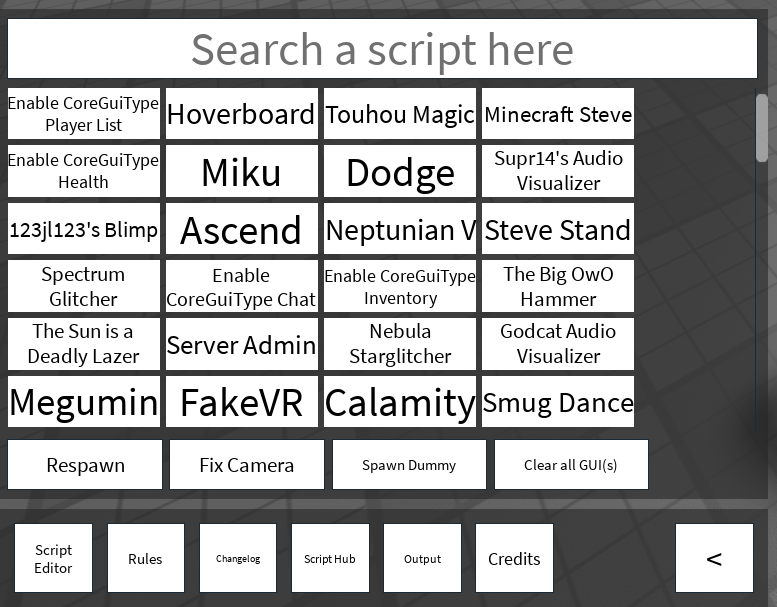 Search a script here
Enable CoreGuiType
Player List
Hoverboard
Touhou Magic
Minecraft Steve
Enable CoreGuiType
Health
Miku
Dodge
Supr14's Audio
Visualizer
123jl123's Blimp
Ascend
Neptunian V
Steve Stand
Spectrum
Glitcher
Enable
CoreGuiType Chat
Enable CoreGuiType
Inventory
The Big OwO
Hammer
The Sun is a
Deadly Lazer
Server Admin
Nebula
Starglitcher
Godcat Audio
Visualizer
Megumin
FakeVR
Calamity
Smug Dance
Respawn
Fix Camera
Spawn Dummy
Clear all GUI(s)
Script
Editor
Rules
Changelog
Script Hub
Output
Credits
<